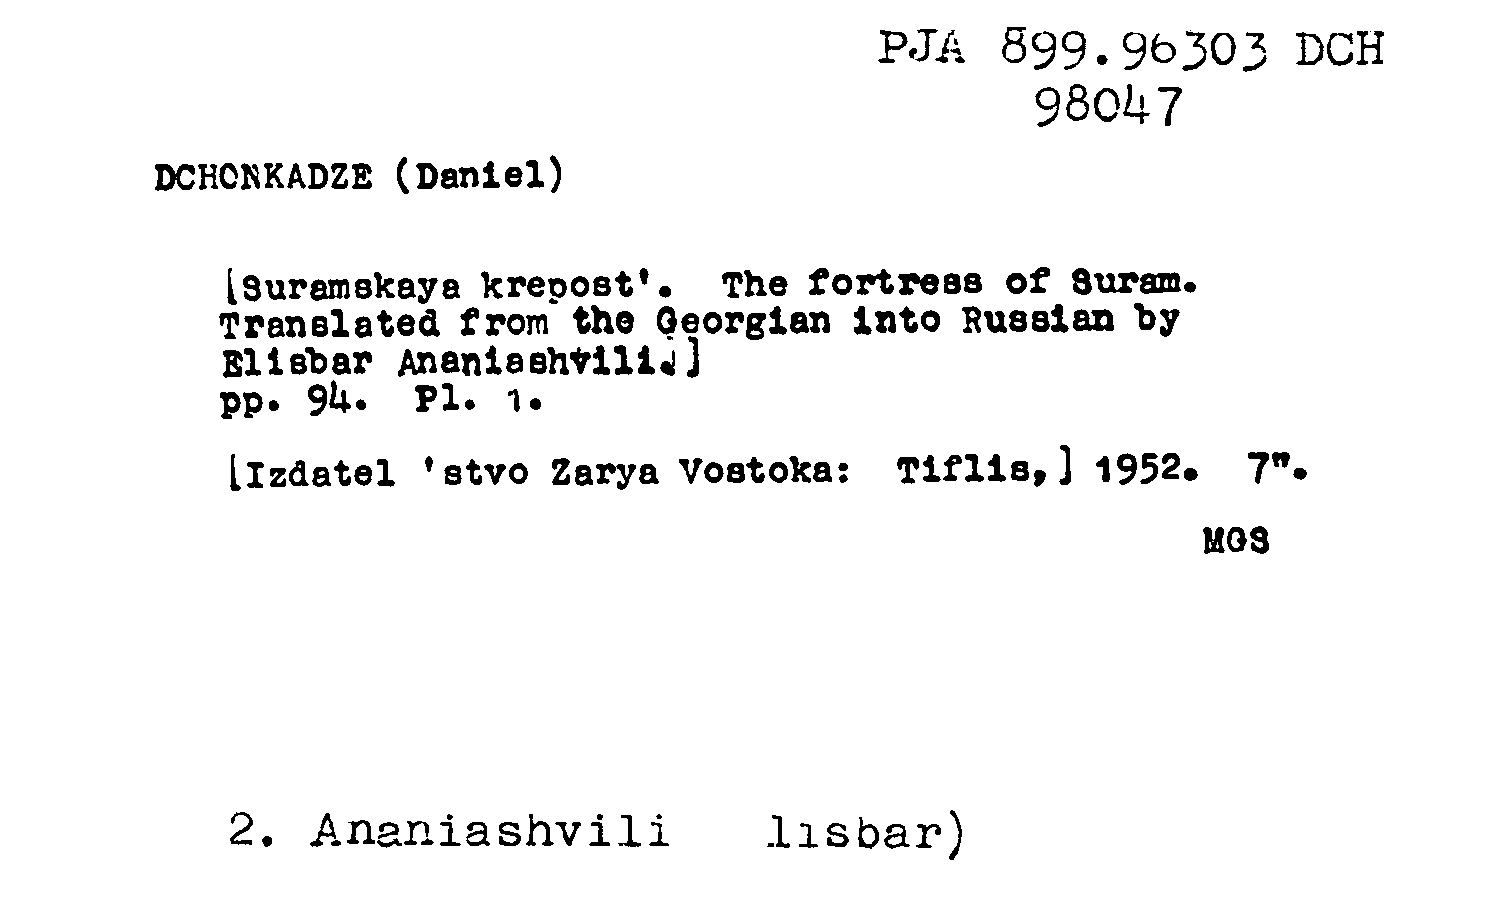 PJA 899.96303 DCH
98047
DCHONKADZE (Daniel)
[Suramskaya krepost'. The fortress of Suram.
Translated from the Georgian into Russian by
Elisbar Ananiashvili.]
pp. 94. Pl. 1.
[Izdatel 'stvo Zarya Vostoka: Tiflis,] 1952. 7".
MGS
2. Ananiashvili lisbar)